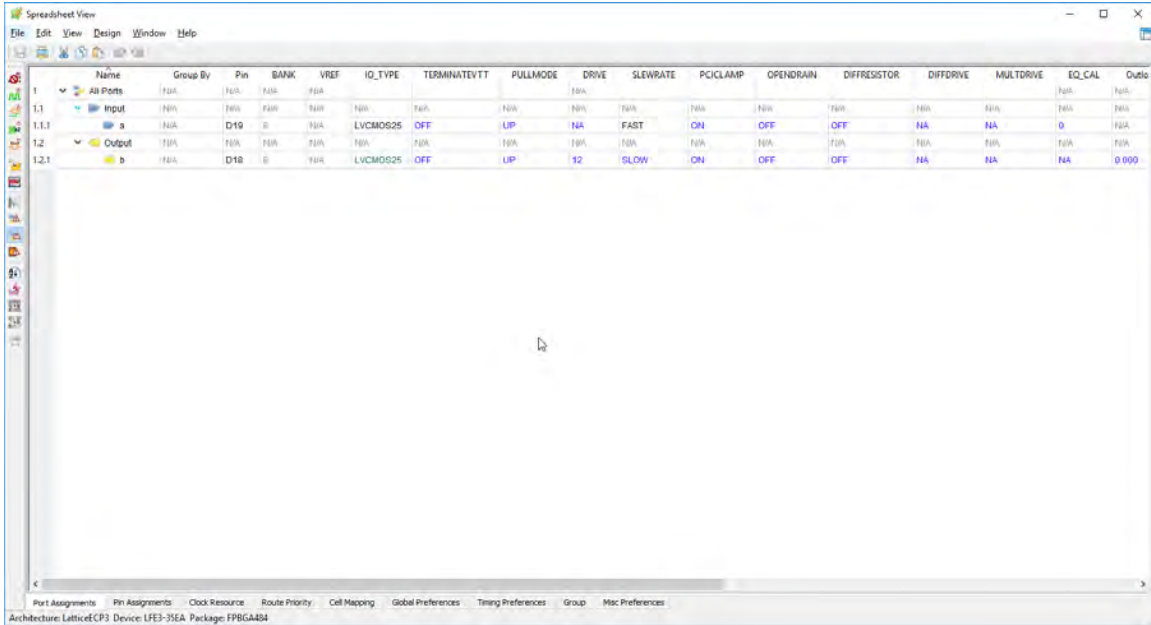 Spreadsheet View
File Edit View Design Window Help
Name Group By Pin BANK VREF IO_TYPE TERMINATEVTT PULLMODE DRIVE SLEWRATE PCICLAMP OPENDRAIN DIFFRESISTOR DIFFDRIVE MULTDRIVE EQ_CAL Outlo
1 All Ports N/A N/A N/A N/A N/A N/A N/A
1.1 Input N/A N/A N/A N/A N/A N/A N/A N/A N/A N/A N/A N/A N/A N/A N/A N/A
1.1.1 a N/A D19 8 N/A LVCMOS25 OFF UP NA FAST ON OFF OFF NA NA 0 N/A
1.2 Output N/A N/A N/A N/A N/A N/A N/A N/A N/A N/A N/A N/A N/A N/A N/A N/A
1.2.1 b N/A D18 8 N/A LVCMOS25 OFF UP 12 SLOW ON OFF OFF NA NA NA 0.000
Port Assignments Pin Assignments Clock Resource Route Priority Cell Mapping Global Preferences Timing Preferences Group Misc Preferences
Architecture: LatticeECP3 Device: LFE3-35EA Package: FPBGA484